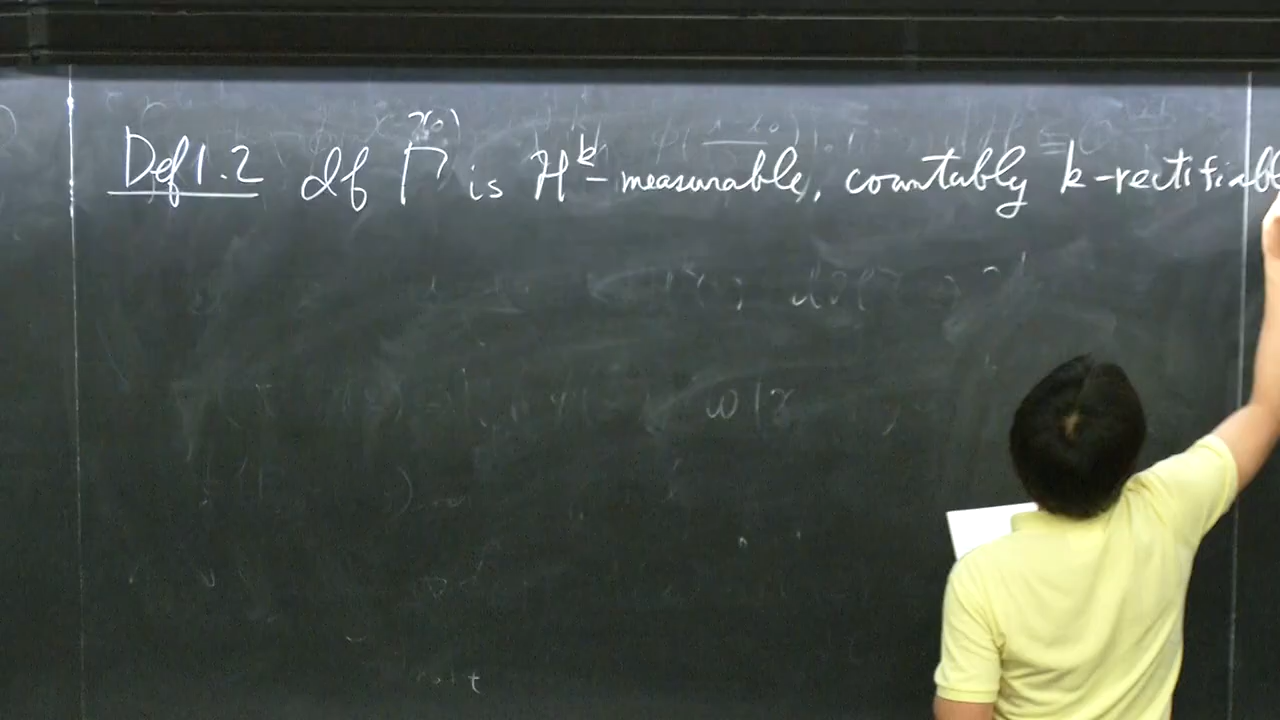 Def 1.2 If Γ is ℋ^k-measurable, countably k-rectifiable